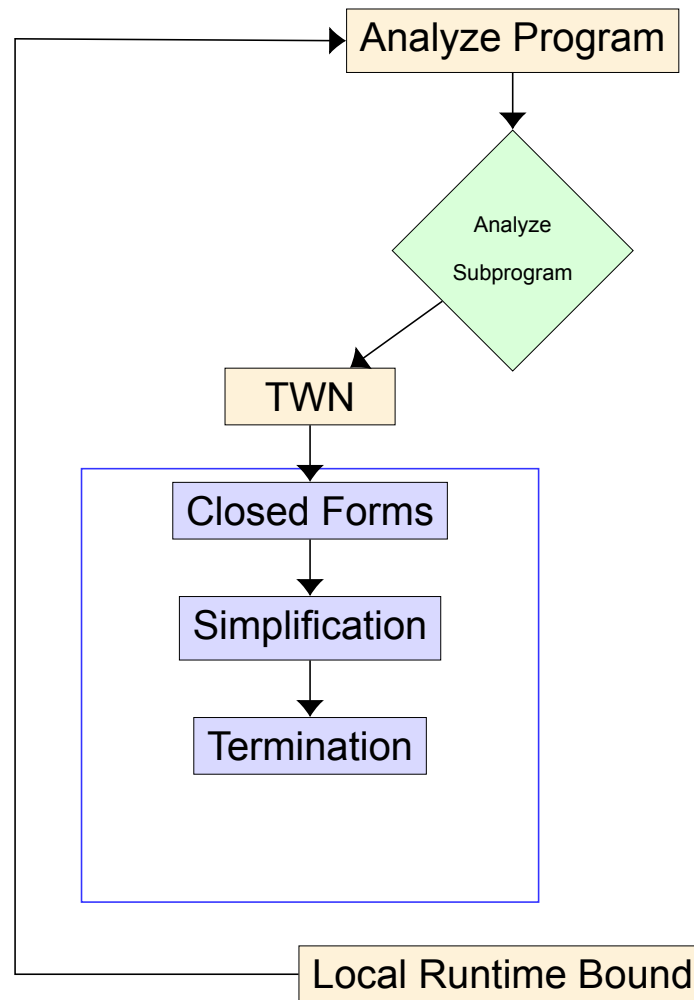 Analyze Program
Analyze
Subprogram
TWN
Closed Forms
Simplification
Termination
Local Runtime Bound